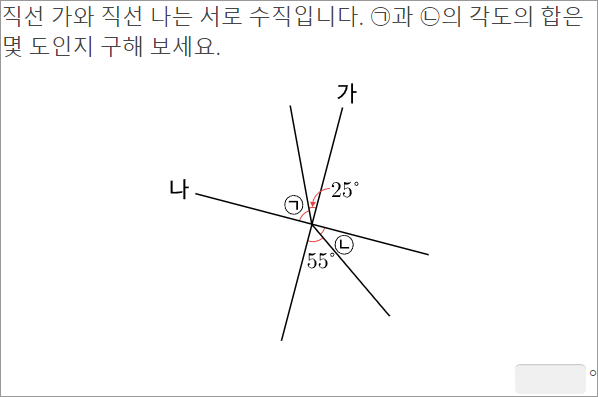 직선 가와 직선 나는 서로 수직입니다. ㉠과 ㉡의 각도의 합은
몇 도인지 구해 보세요.
가
나
25°
㉠
㉡
55°
°